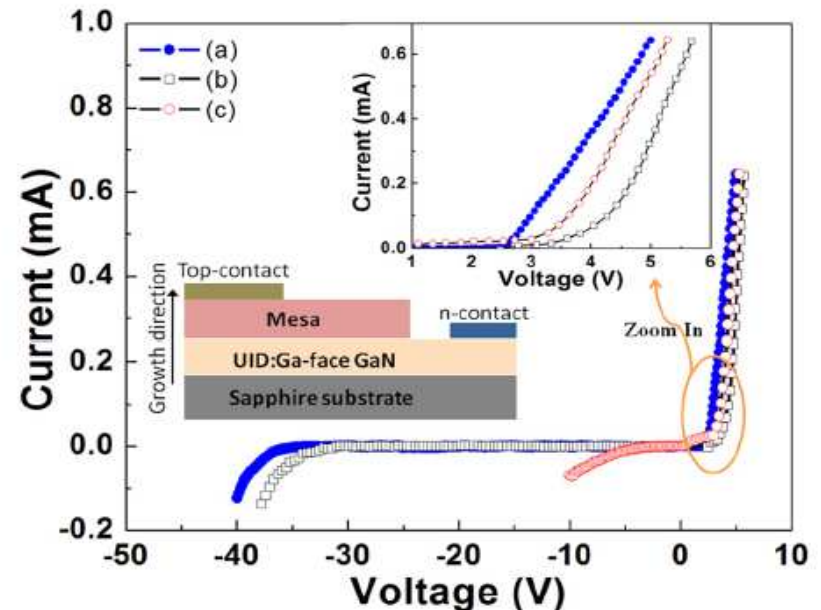 1.0
0.8
0.6
0.4
0.2
0.0
-0.2
Current (mA)
-50 -40 -30 -20 -10 0 10
Voltage (V)
(a)
(b)
(c)
0.6
0.4
0.2
0.0
Current (mA)
1 2 3 4 5 6
Voltage (V)
Zoom In
Growth direction
Top-contact
n-contact
Mesa
UID:Ga-face GaN
Sapphire substrate